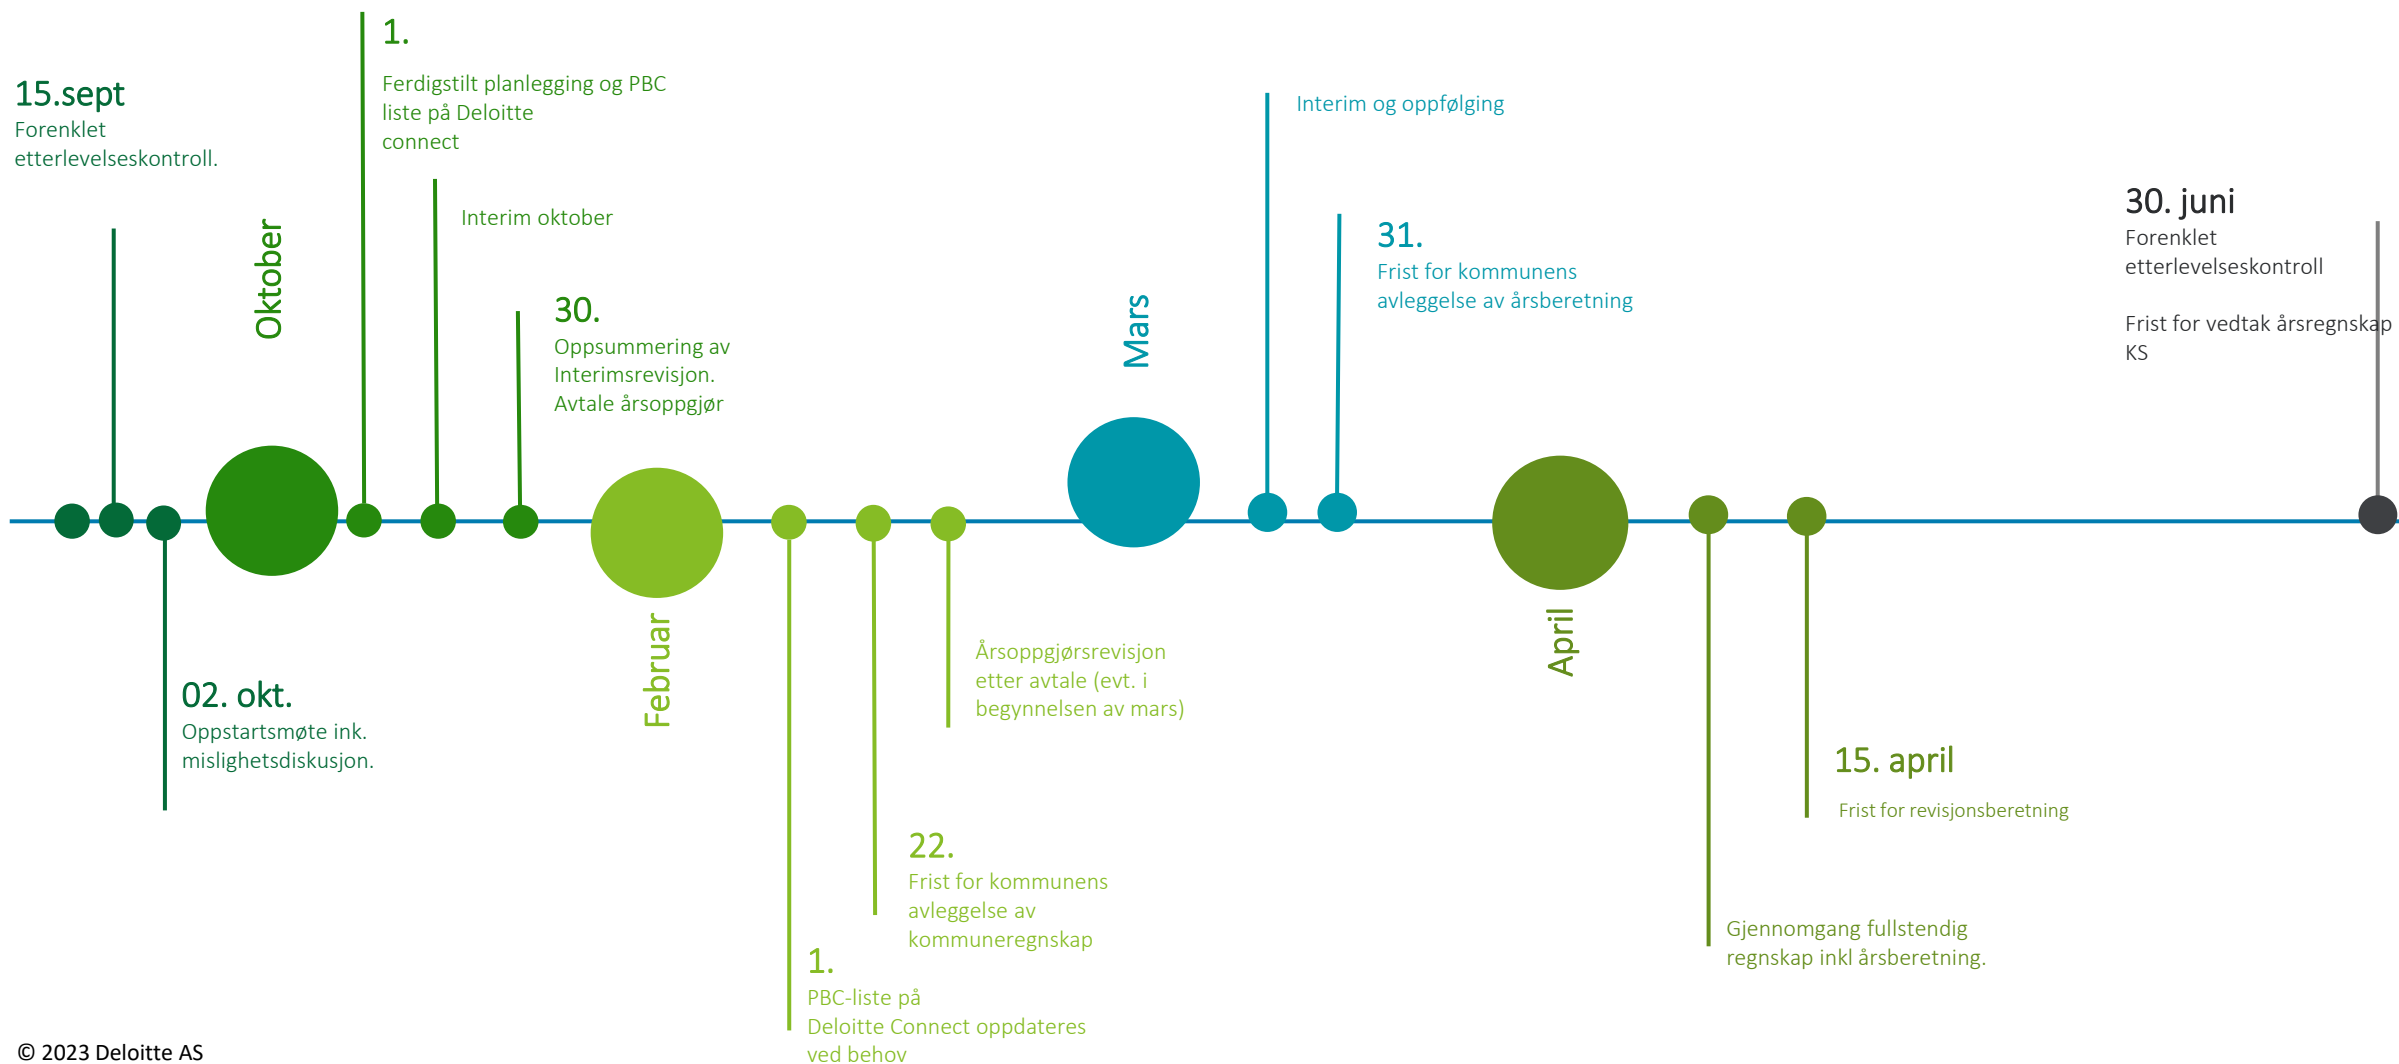 15.sept
Forenklet
etterlevelseskontroll.
02. okt.
Oppstartsmøte ink.
mislighetsdiskusjon.
Oktober
1.
Ferdigstilt planlegging og PBC
liste på Deloitte
connect
Interim oktober
30.
Oppsummering av
Interimsrevisjon.
Avtale årsoppgjør
Februar
1.
PBC-liste på
Deloitte Connect oppdateres
ved behov
22.
Frist for kommunens
avleggelse av
kommuneregnskap
Årsoppgjørsrevisjon
etter avtale (evt. i
begynnelsen av mars)
Mars
Interim og oppfølging
31.
Frist for kommunens
avleggelse av årsberetning
April
Gjennomgang fullstendig
regnskap inkl årsberetning.
15. april
Frist for revisjonsberetning
30. juni
Forenklet
etterlevelseskontroll
Frist for vedtak årsregnskap
KS
© 2023 Deloitte AS